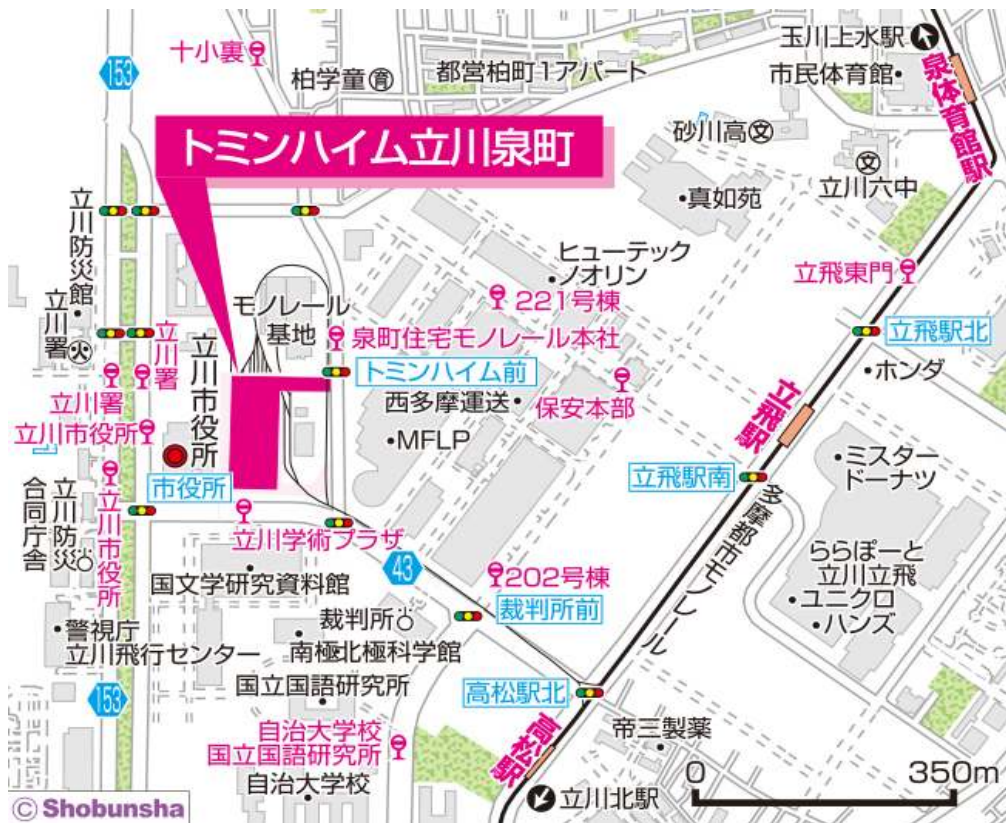 十小裏
153
柏学童
育
都営柏町1アパート
玉川上水駅
市民体育館
泉体育館駅
トミンハイム立川泉町
砂川高
文
文
立川六中
真如苑
立川防災館
立川署
火
立川署
モノレール
基地
ヒューテック
ノオリン
221号棟
立飛東門
泉町住宅モノレール本社
立飛駅北
トミンハイム前
ホンダ
立川署
立川市役所
立川市役所
西多摩運送
保安本部
立飛駅
MFLP
市役所
立飛駅南
ミスター
ドーナツ
立川防災
合同庁舎
立川市役所
立川学術プラザ
多摩都市モノレール
ららぽーと
立川立飛
ユニクロ
ハンズ
国文学研究資料館
43
202号棟
裁判所前
裁判所
警視庁
立川飛行センター
南極北極科学館
国立国語研究所
153
高松駅北
高松駅
帝三製薬
自治大学校
国立国語研究所
自治大学校
立川北駅
0 350m
© Shobunsha